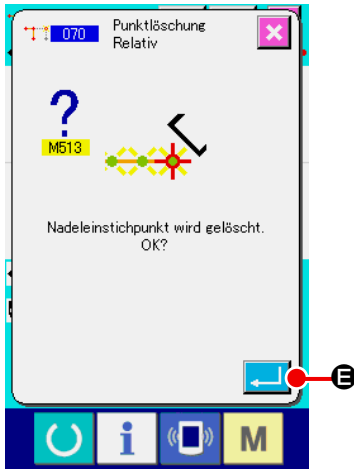 070
Punktlöschung
Relativ
?
M513
Nadeleinstichpunkt wird gelöscht.
OK?
E
i
M